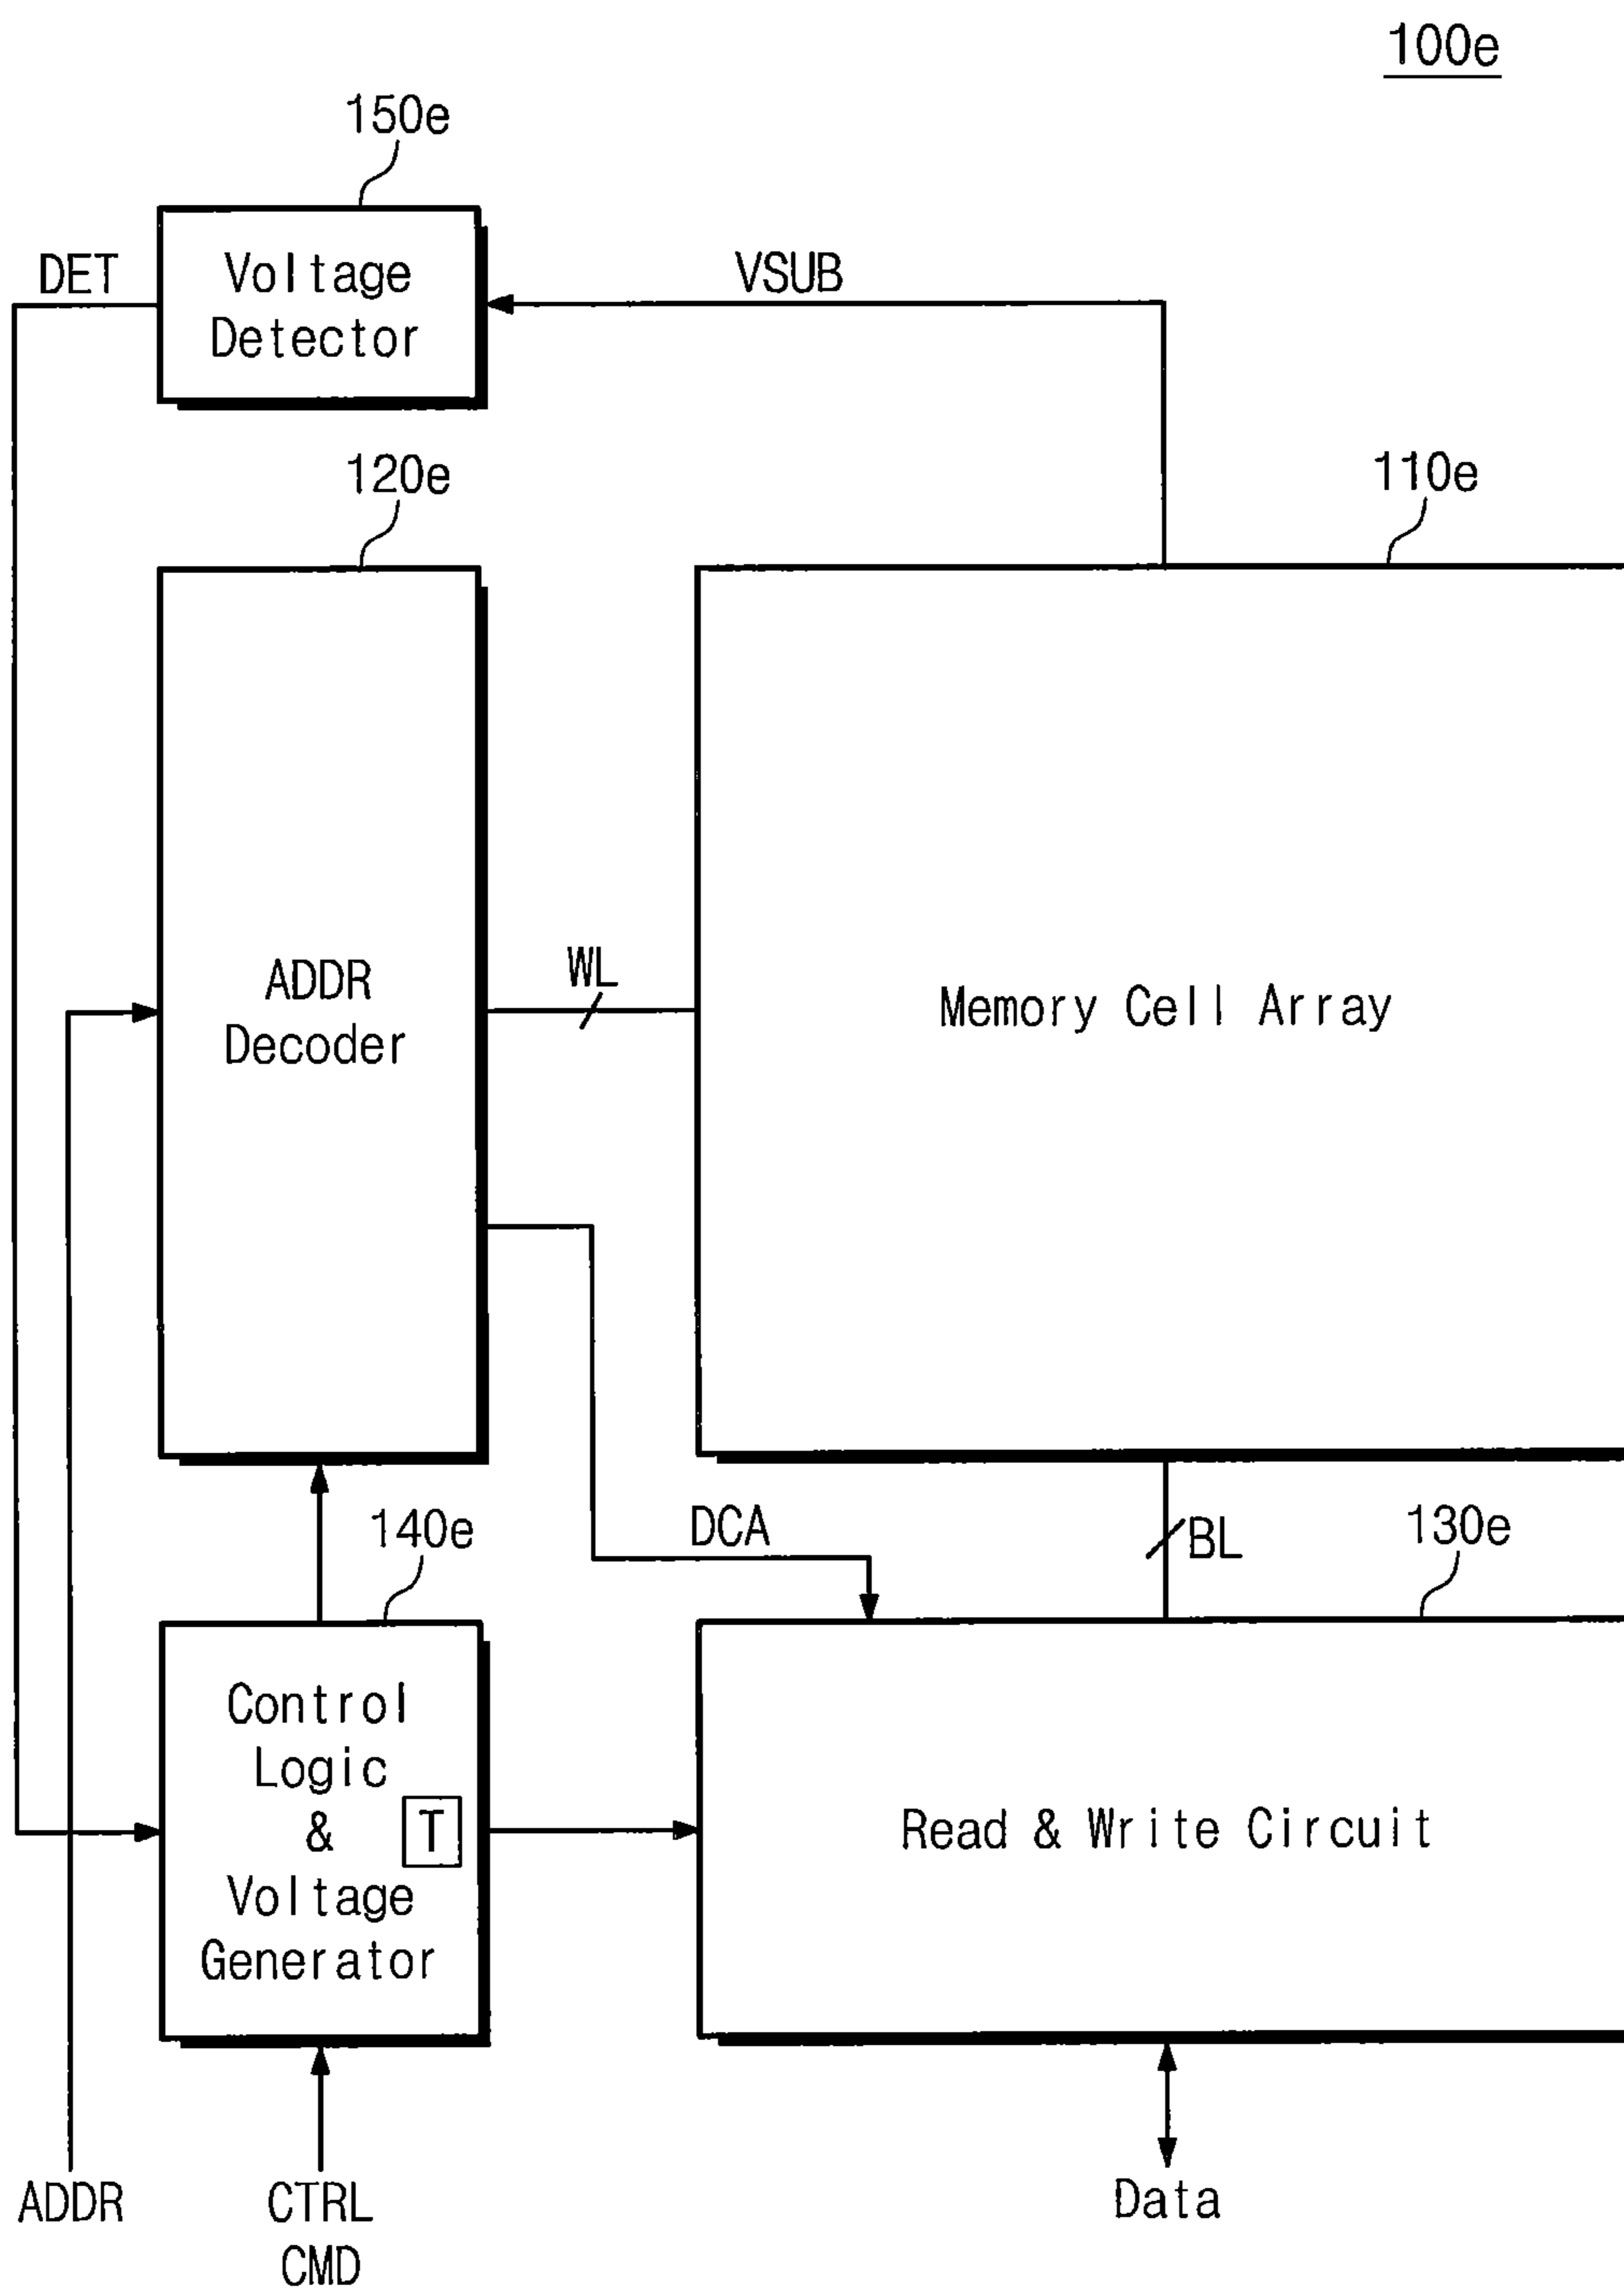 100e
150e
DET
Voltage
Detector
VSUB
120e
110e
ADDR
Decoder
WL
Memory Cell Array
140e
DCA
BL
130e
Control
Logic
&
T
Voltage
Generator
Read & Write Circuit
ADDR
CTRL
CMD
Data